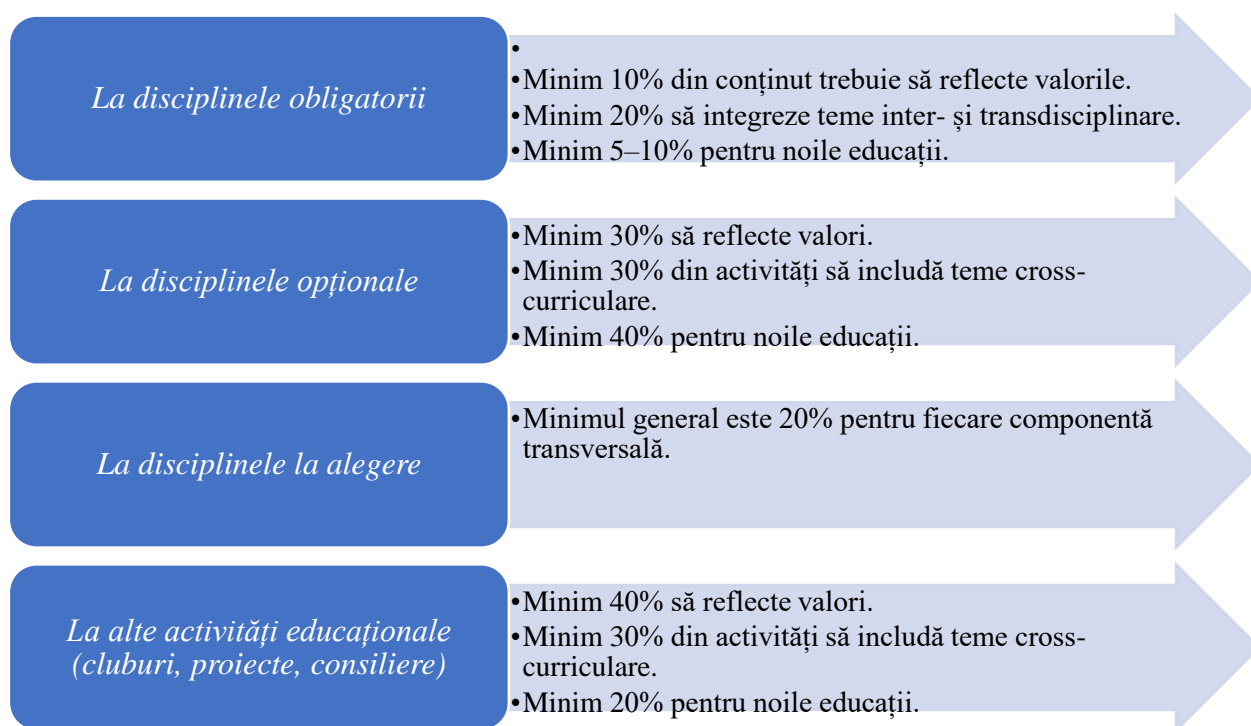 La disciplinele obligatorii
•
•Minim 10% din conținut trebuie să reflecte valorile.
•Minim 20% să integreze teme inter- și transdisciplinare.
•Minim 5–10% pentru noile educații.
La disciplinele opționale
•Minim 30% să reflecte valori.
•Minim 30% din activități să includă teme cross-
curriculare.
•Minim 40% pentru noile educații.
La disciplinele la alegere
•Minimul general este 20% pentru fiecare componentă
transversală.
La alte activități educaționale
(cluburi, proiecte, consiliere)
•Minim 40% să reflecte valori.
•Minim 30% din activități să includă teme cross-
curriculare.
•Minim 20% pentru noile educații.